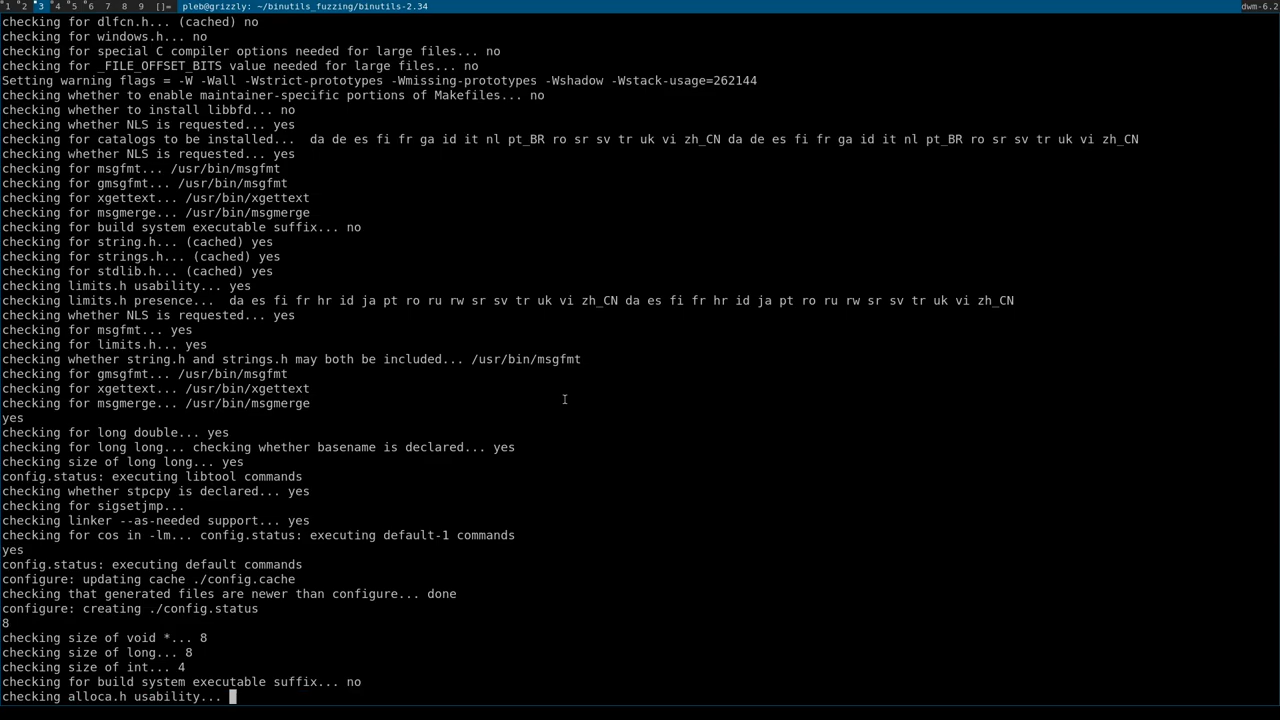 1 2 3 4 5 6 7 8 9 []= pleb@grizzly: ~/binutils_fuzzing/binutils-2.34 dwm-6.2
checking for dlfcn.h... (cached) no
checking for windows.h... no
checking for special C compiler options needed for large files... no
checking for _FILE_OFFSET_BITS value needed for large files... no
Setting warning flags = -W -Wall -Wstrict-prototypes -Wmissing-prototypes -Wshadow -Wstack-usage=262144
checking whether to enable maintainer-specific portions of Makefiles... no
checking whether to install libbfd... no
checking whether NLS is requested... yes
checking for catalogs to be installed...  da de es fi fr ga id it nl pt_BR ro sr sv tr uk vi zh_CN da de es fi fr ga id it nl pt_BR ro sr sv tr uk vi zh_CN
checking whether NLS is requested... yes
checking for msgfmt... /usr/bin/msgfmt
checking for gmsgfmt... /usr/bin/msgfmt
checking for xgettext... /usr/bin/xgettext
checking for msgmerge... /usr/bin/msgmerge
checking for build system executable suffix... no
checking for string.h... (cached) yes
checking for strings.h... (cached) yes
checking for stdlib.h... (cached) yes
checking limits.h usability... yes
checking limits.h presence...  da es fi fr hr id ja pt ro ru rw sr sv tr uk vi zh_CN da es fi fr hr id ja pt ro ru rw sr sv tr uk vi zh_CN
checking whether NLS is requested... yes
checking for msgfmt... yes
checking for limits.h... yes
checking whether string.h and strings.h may both be included... /usr/bin/msgfmt
checking for gmsgfmt... /usr/bin/msgfmt
checking for xgettext... /usr/bin/xgettext
checking for msgmerge... /usr/bin/msgmerge
yes
checking for long double... yes
checking for long long... checking whether basename is declared... yes
checking size of long long... yes
config.status: executing libtool commands
checking whether stpcpy is declared... yes
checking for sigsetjmp...
checking linker --as-needed support... yes
checking for cos in -lm... config.status: executing default-1 commands
yes
config.status: executing default commands
configure: updating cache ./config.cache
checking that generated files are newer than configure... done
configure: creating ./config.status
8
checking size of void *... 8
checking size of long... 8
checking size of int... 4
checking for build system executable suffix... no
checking alloca.h usability...